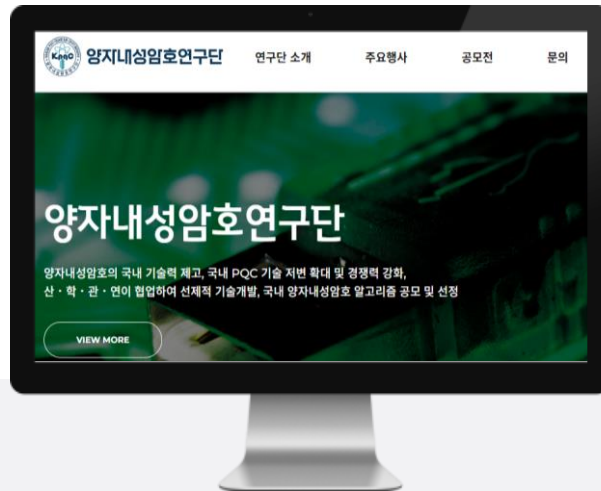 KpqC
양자내성암호연구단
연구단 소개
주요행사
공모전
문의
양자내성암호연구단
양자내성암호의 국내 기술력 제고, 국내 PQC 기술 저변 확대 및 경쟁력 강화,
산·학·관·연이 협업하여 선제적 기술개발, 국내 양자내성암호 알고리즘 공모 및 선정
VIEW MORE